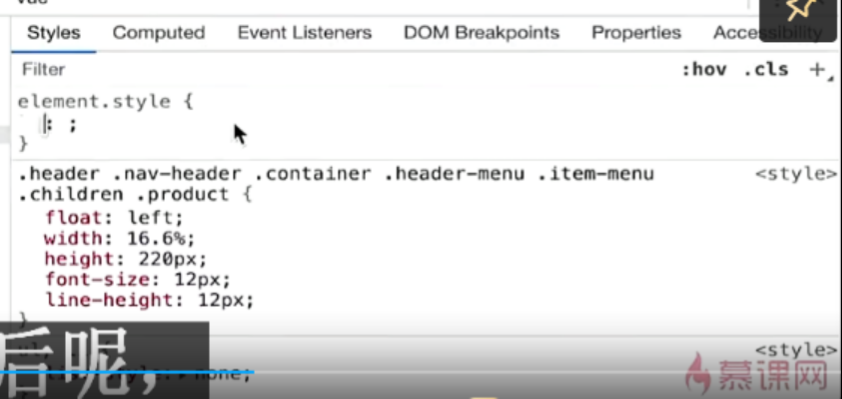 Styles Computed Event Listeners DOM Breakpoints Properties Accessibility
Filter :hov .cls +
element.style {
: ;
}
.header .nav-header .container .header-menu .item-menu <style>
.children .product {
float: left;
width: 16.6%;
height: 220px;
font-size: 12px;
line-height: 12px;
}
后呢，
<style>
none;
慕课网